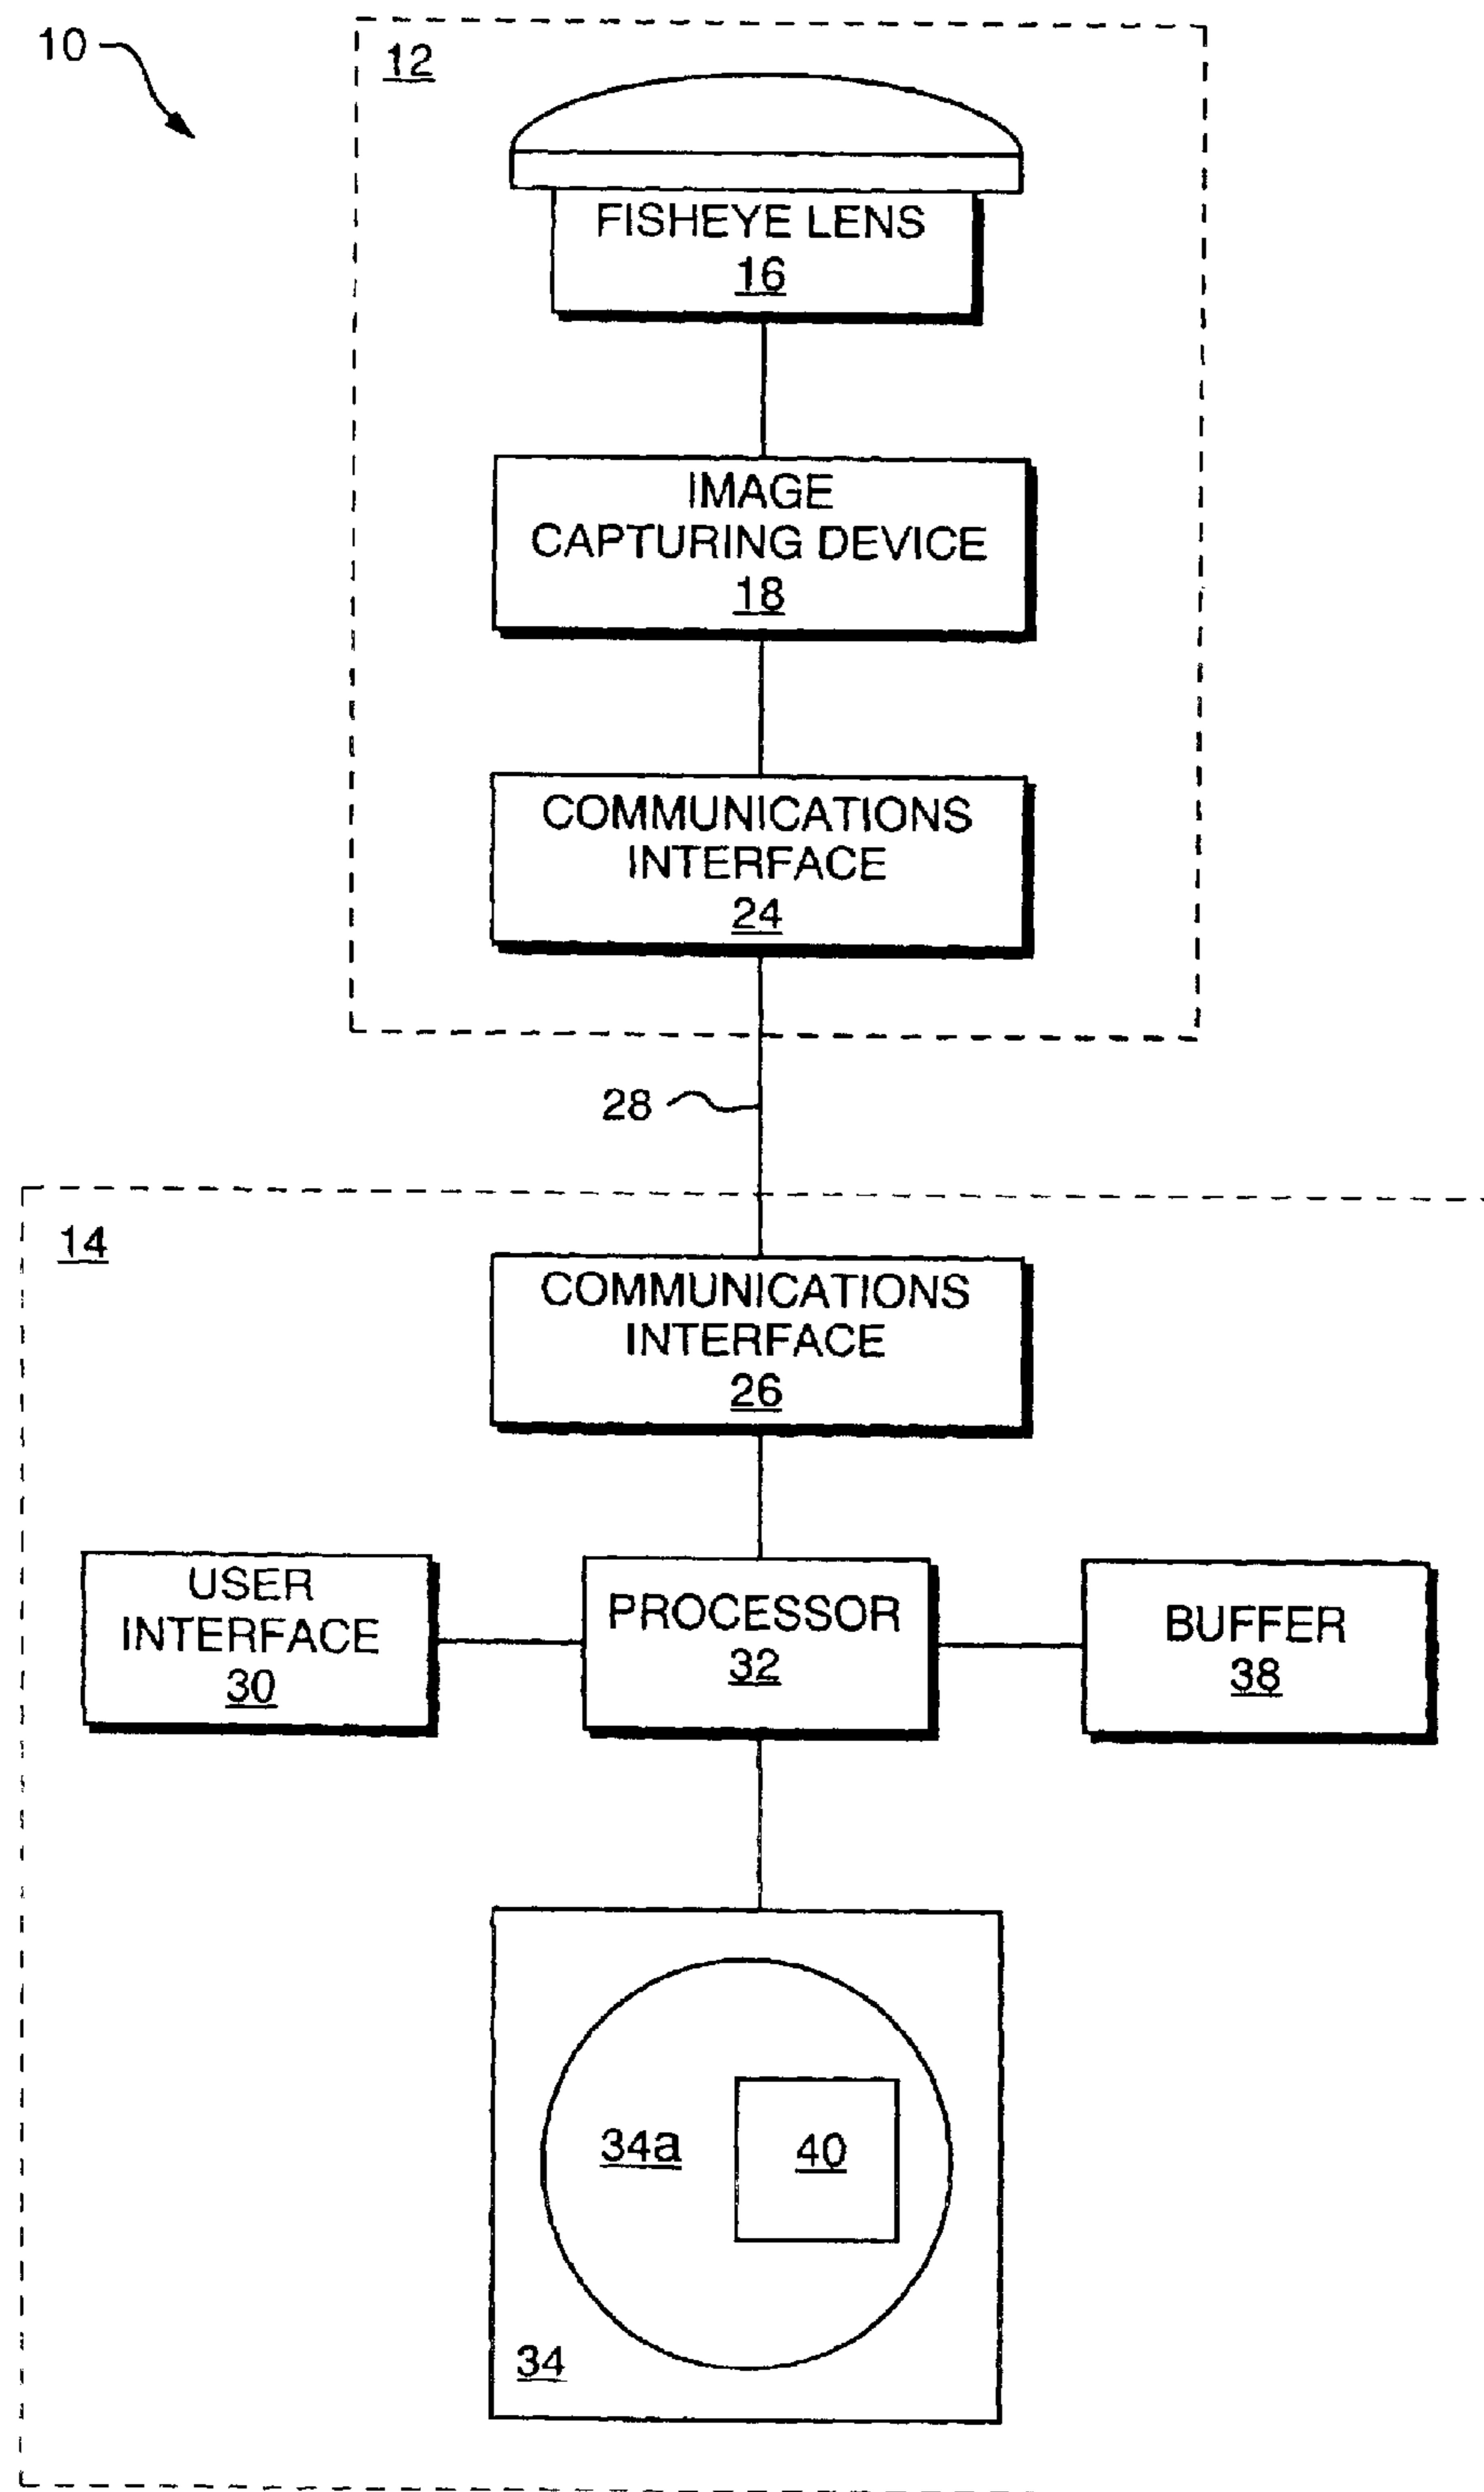 10
12
FISHEYE LENS
16
IMAGE
CAPTURING DEVICE
18
COMMUNICATIONS
INTERFACE
24
28
14
COMMUNICATIONS
INTERFACE
26
USER
INTERFACE
30
PROCESSOR
32
BUFFER
38
34a
40
34